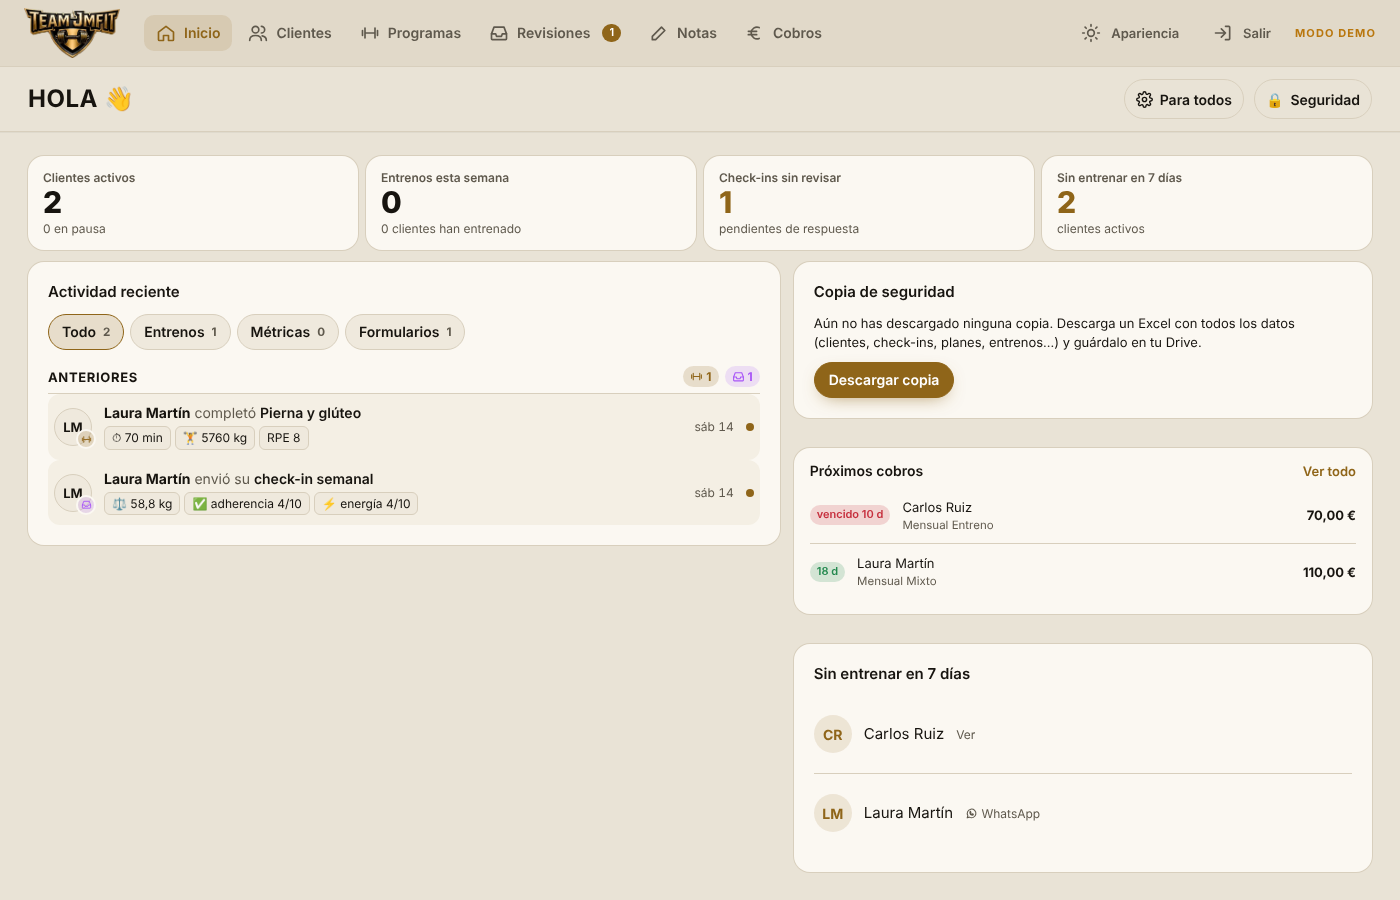 TEAM JMFIT
Inicio
Clientes
Programas
Revisiones 1
Notas
Cobros
Apariencia
Salir
MODO DEMO
HOLA 👋
Para todos
🔒 Seguridad
Clientes activos
2
0 en pausa
Entrenos esta semana
0
0 clientes han entrenado
Check-ins sin revisar
1
pendientes de respuesta
Sin entrenar en 7 días
2
clientes activos
Actividad reciente
Todo 2
Entrenos 1
Métricas 0
Formularios 1
ANTERIORES
1
1
LM
Laura Martín completó Pierna y glúteo
⏱ 70 min
🏋 5760 kg
RPE 8
sáb 14
LM
Laura Martín envió su check-in semanal
⚖️ 58,8 kg
✅ adherencia 4/10
⚡ energía 4/10
sáb 14
Copia de seguridad
Aún no has descargado ninguna copia. Descarga un Excel con todos los datos
(clientes, check-ins, planes, entrenos...) y guárdalo en tu Drive.
Descargar copia
Próximos cobros
Ver todo
vencido 10 d
Carlos Ruiz
Mensual Entreno
70,00 €
18 d
Laura Martín
Mensual Mixto
110,00 €
Sin entrenar en 7 días
CR
Carlos Ruiz
Ver
LM
Laura Martín
WhatsApp